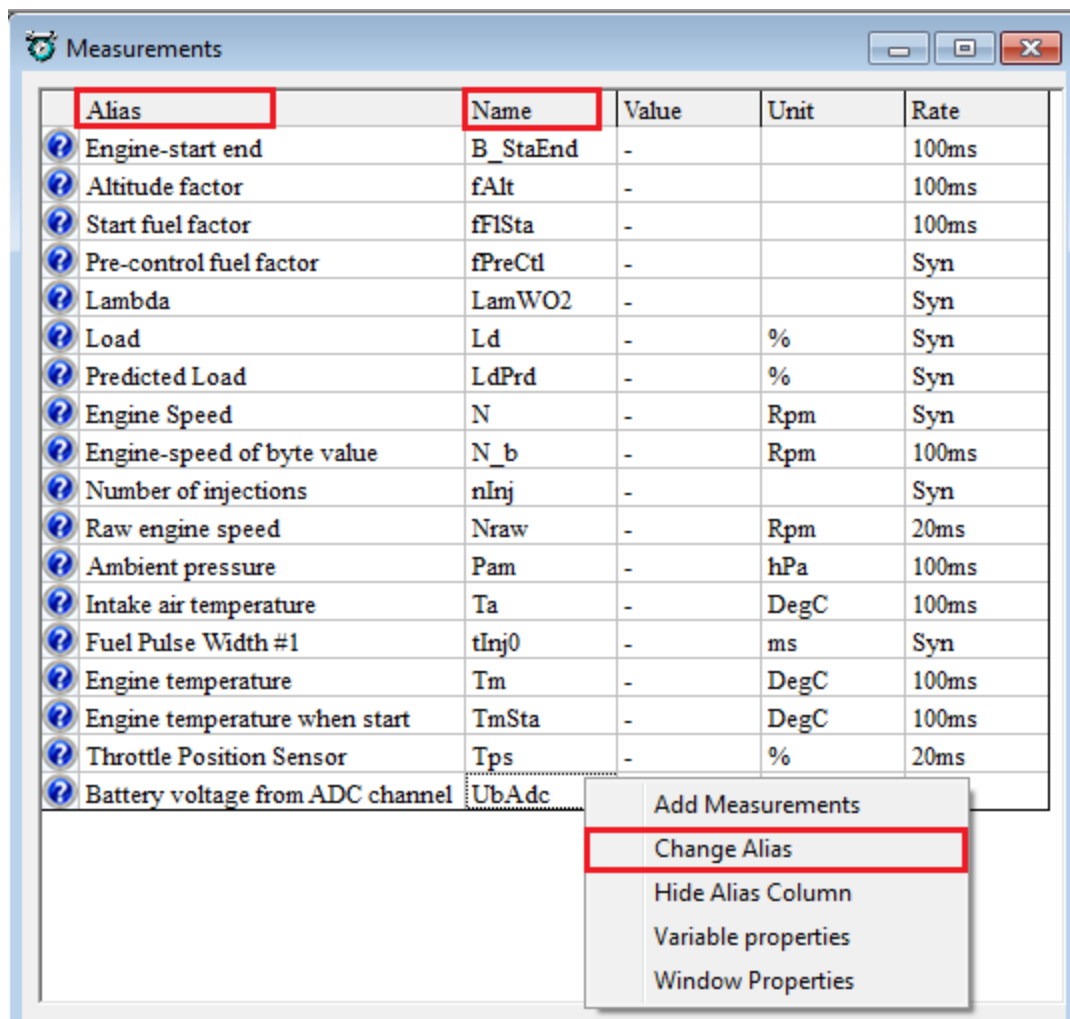 Measurements
Alias Name Value Unit Rate
Engine-start end B_StaEnd - 100ms
Altitude factor fAlt - 100ms
Start fuel factor fFlSta - 100ms
Pre-control fuel factor fPreCtl - Syn
Lambda LamWO2 - Syn
Load Ld - % Syn
Predicted Load LdPrd - % Syn
Engine Speed N - Rpm Syn
Engine-speed of byte value N_b - Rpm 100ms
Number of injections nInj - Syn
Raw engine speed Nraw - Rpm 20ms
Ambient pressure Pam - hPa 100ms
Intake air temperature Ta - DegC 100ms
Fuel Pulse Width #1 tInj0 - ms Syn
Engine temperature Tm - DegC 100ms
Engine temperature when start TmSta - DegC 100ms
Throttle Position Sensor Tps - % 20ms
Battery voltage from ADC channel UbAdc
Add Measurements
Change Alias
Hide Alias Column
Variable properties
Window Properties